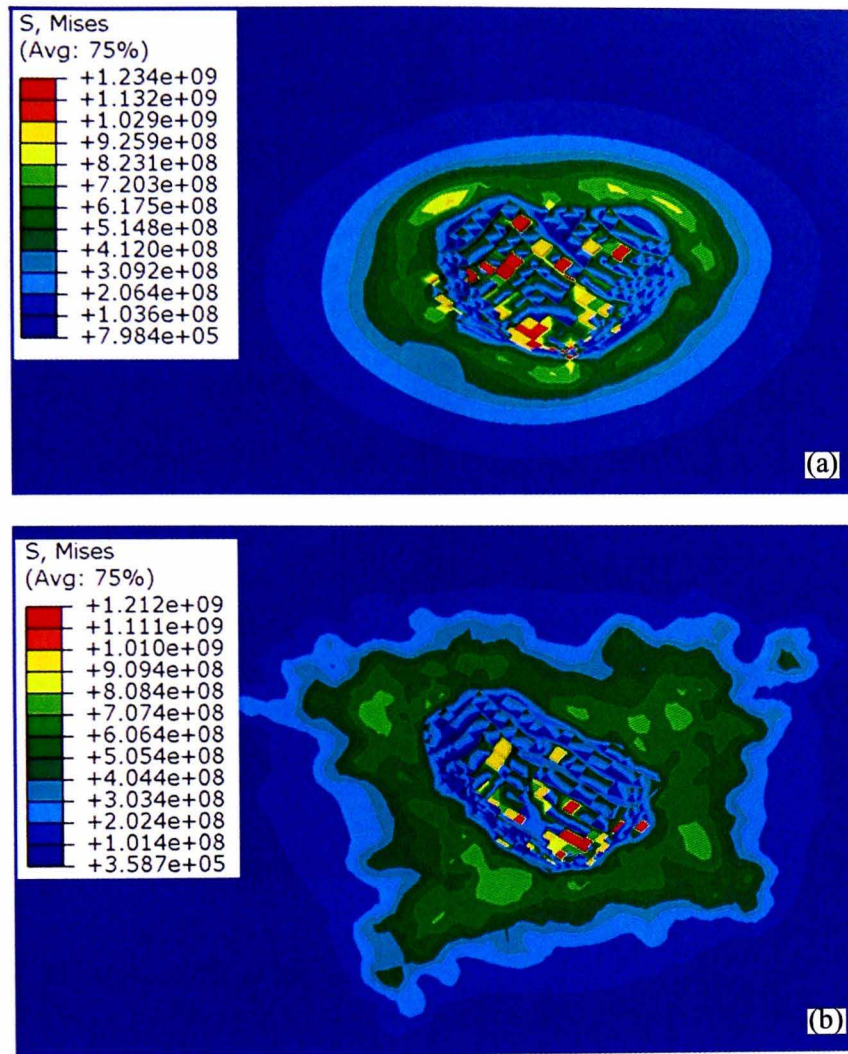 S, Mises
(Avg: 75%)
+1.234e+09
+1.132e+09
+1.029e+09
+9.259e+08
+8.231e+08
+7.203e+08
+6.175e+08
+5.148e+08
+4.120e+08
+3.092e+08
+2.064e+08
+1.036e+08
+7.984e+05
(a)
S, Mises
(Avg: 75%)
+1.212e+09
+1.111e+09
+1.010e+09
+9.094e+08
+8.084e+08
+7.074e+08
+6.064e+08
+5.054e+08
+4.044e+08
+3.034e+08
+2.024e+08
+1.014e+08
+3.587e+05
(b)